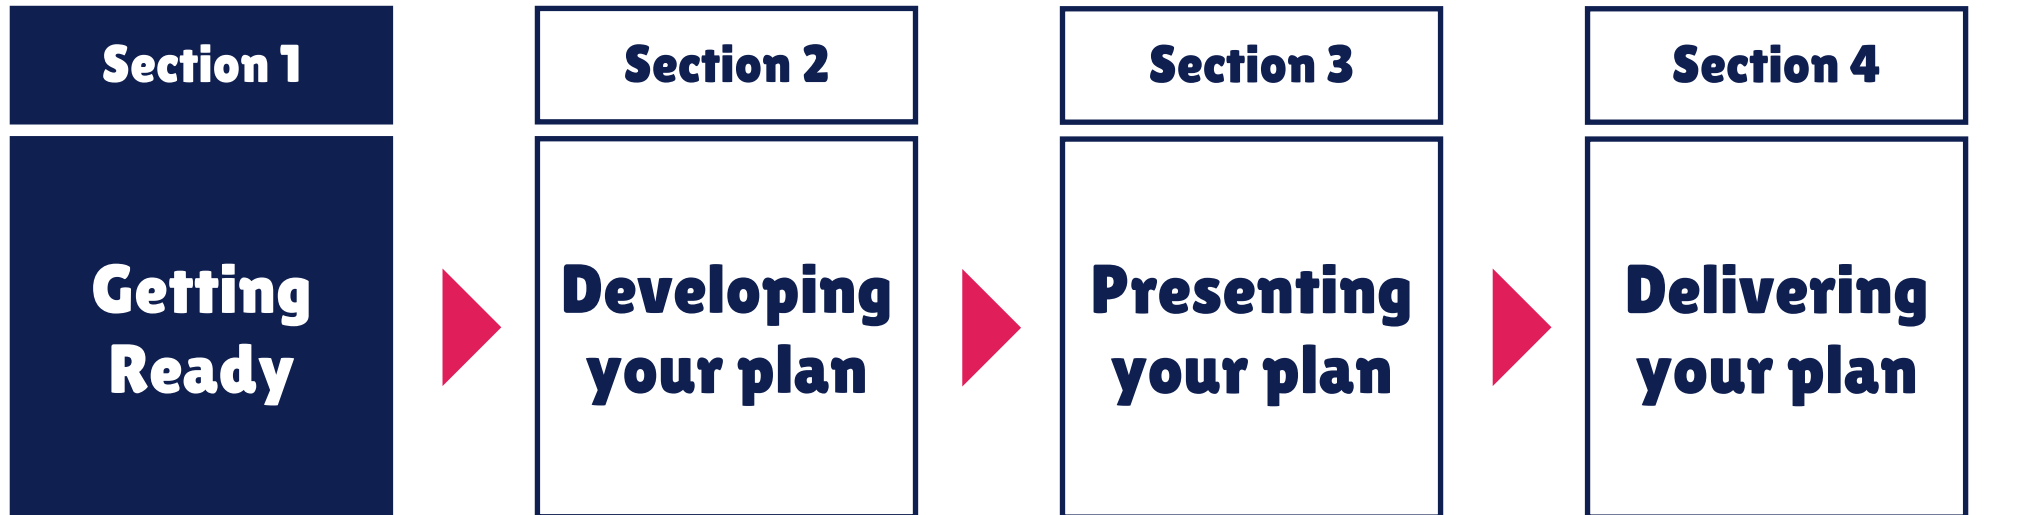 Section 1
Getting
Ready
Section 2
Developing
your plan
Section 3
Presenting
your plan
Section 4
Delivering
your plan